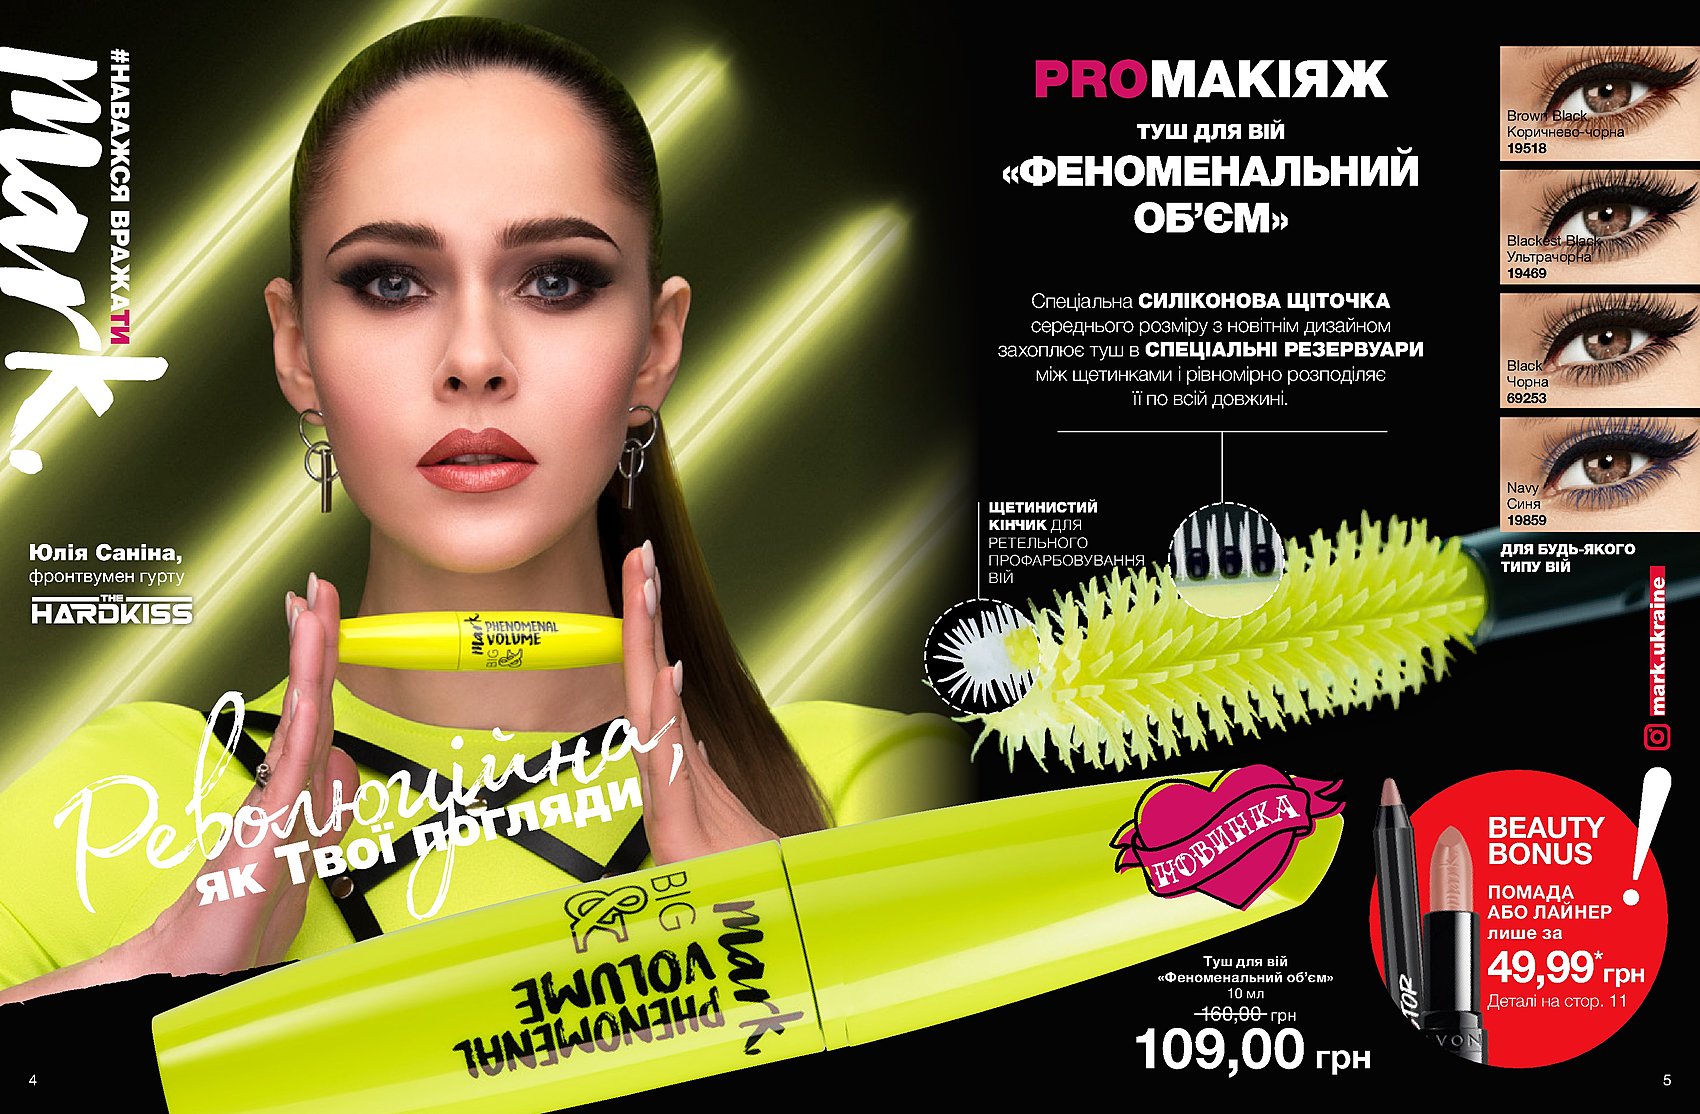 mark.
#НАВАЖСЯ ВРАЖАТИ
Юлія Саніна,
фронтвумен гурту
THE
HARDKISS
mark
BIG
&
PHENOMENAL
VOLUME
Революційна,
як Твої погляди
mark.
BIG
&
PHENOMENAL
VOLUME
4
PROМАКІЯЖ
ТУШ ДЛЯ ВІЙ
«ФЕНОМЕНАЛЬНИЙ
ОБ’ЄМ»
Спеціальна СИЛІКОНОВА ЩІТОЧКА
середнього розміру з новітнім дизайном
захоплює туш в СПЕЦІАЛЬНІ РЕЗЕРВУАРИ
між щетинками і рівномірно розподіляє
її по всій довжині.
ЩЕТИНИСТИЙ
КІНЧИК ДЛЯ
РЕТЕЛЬНОГО
ПРОФАРБОВУВАННЯ
ВІЙ
Brown Black
Коричнево-чорна
19518
Blackest Black
Ультрачорна
19469
Black
Чорна
69253
Navy
Синя
19859
ДЛЯ БУДЬ-ЯКОГО
ТИПУ ВІЙ
mark.ukraine
НОВИНКА
Туш для вій
«Феноменальний об’єм»
10 мл
160,00 грн
109,00 грн
BEAUTY
BONUS
!
ПОМАДА
АБО ЛАЙНЕР
лише за
49,99* грн
Деталі на стор. 11
5